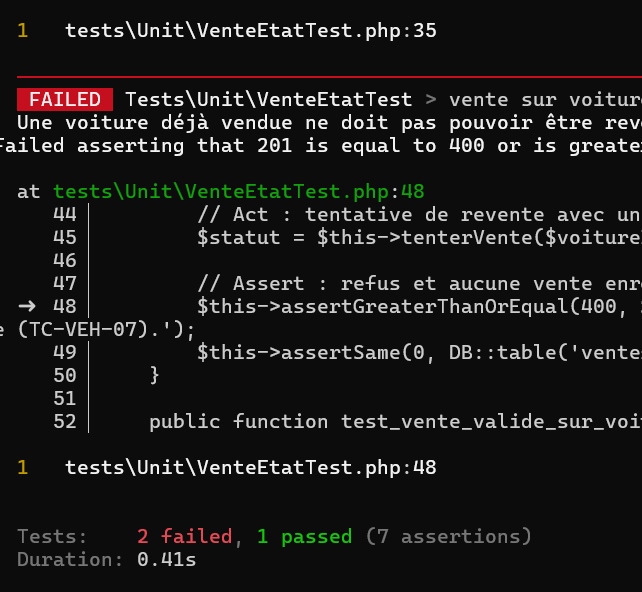 1 tests\Unit\VenteEtatTest.php:35
FAILED Tests\Unit\VenteEtatTest > vente sur voiture
Une voiture déjà vendue ne doit pas pouvoir être rev
Failed asserting that 201 is equal to 400 or is greate
at tests\Unit\VenteEtatTest.php:48
44 // Act : tentative de revente avec un
45 $statut = $this->tenterVente($voiture
46
47 // Assert : refus et aucune vente enr
➜ 48 $this->assertGreaterThanOrEqual(400,
e (TC-VEH-07).');
49 $this->assertSame(0, DB::table('vente
50 }
51
52 public function test_vente_valide_sur_voi
1 tests\Unit\VenteEtatTest.php:48
Tests: 2 failed, 1 passed (7 assertions)
Duration: 0.41s